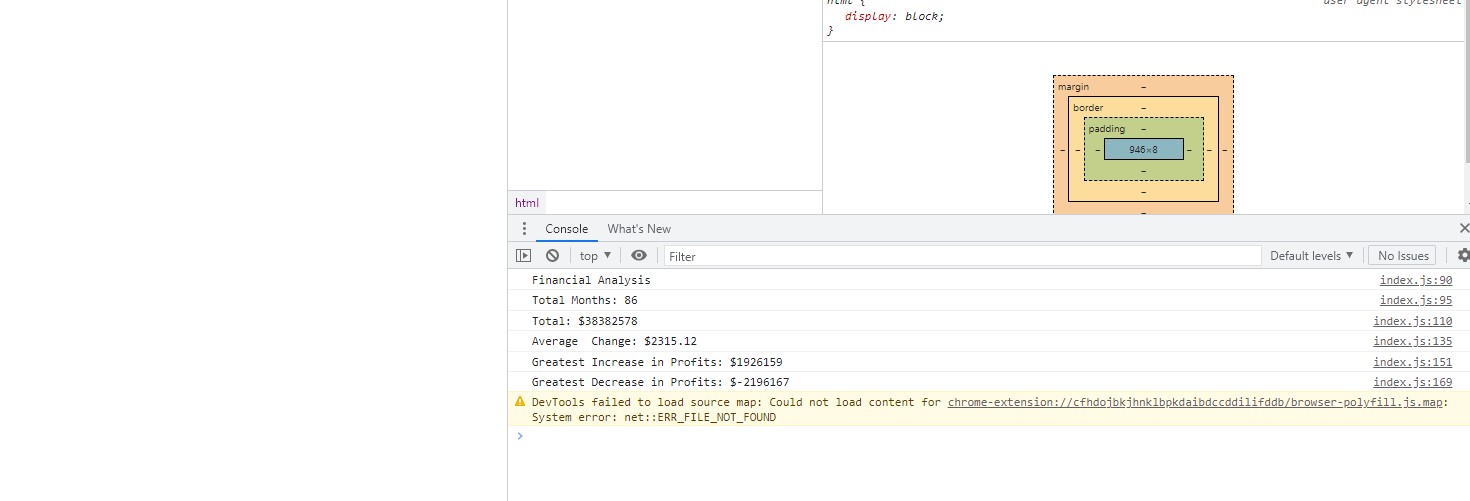 html {
user agent stylesheet
display: block;
}
margin -
border -
padding -
- - - 946×8 - - -
-
-
-
html
Console What's New
top ▼ Filter Default levels ▼ No Issues
Financial Analysis index.js:90
Total Months: 86 index.js:95
Total: $38382578 index.js:110
Average  Change: $2315.12 index.js:135
Greatest Increase in Profits: $1926159 index.js:151
Greatest Decrease in Profits: $-2196167 index.js:169
DevTools failed to load source map: Could not load content for chrome-extension://cfhdojbkjhnklbpkdaibdccddilifddb/browser-polyfill.js.map:
System error: net::ERR_FILE_NOT_FOUND